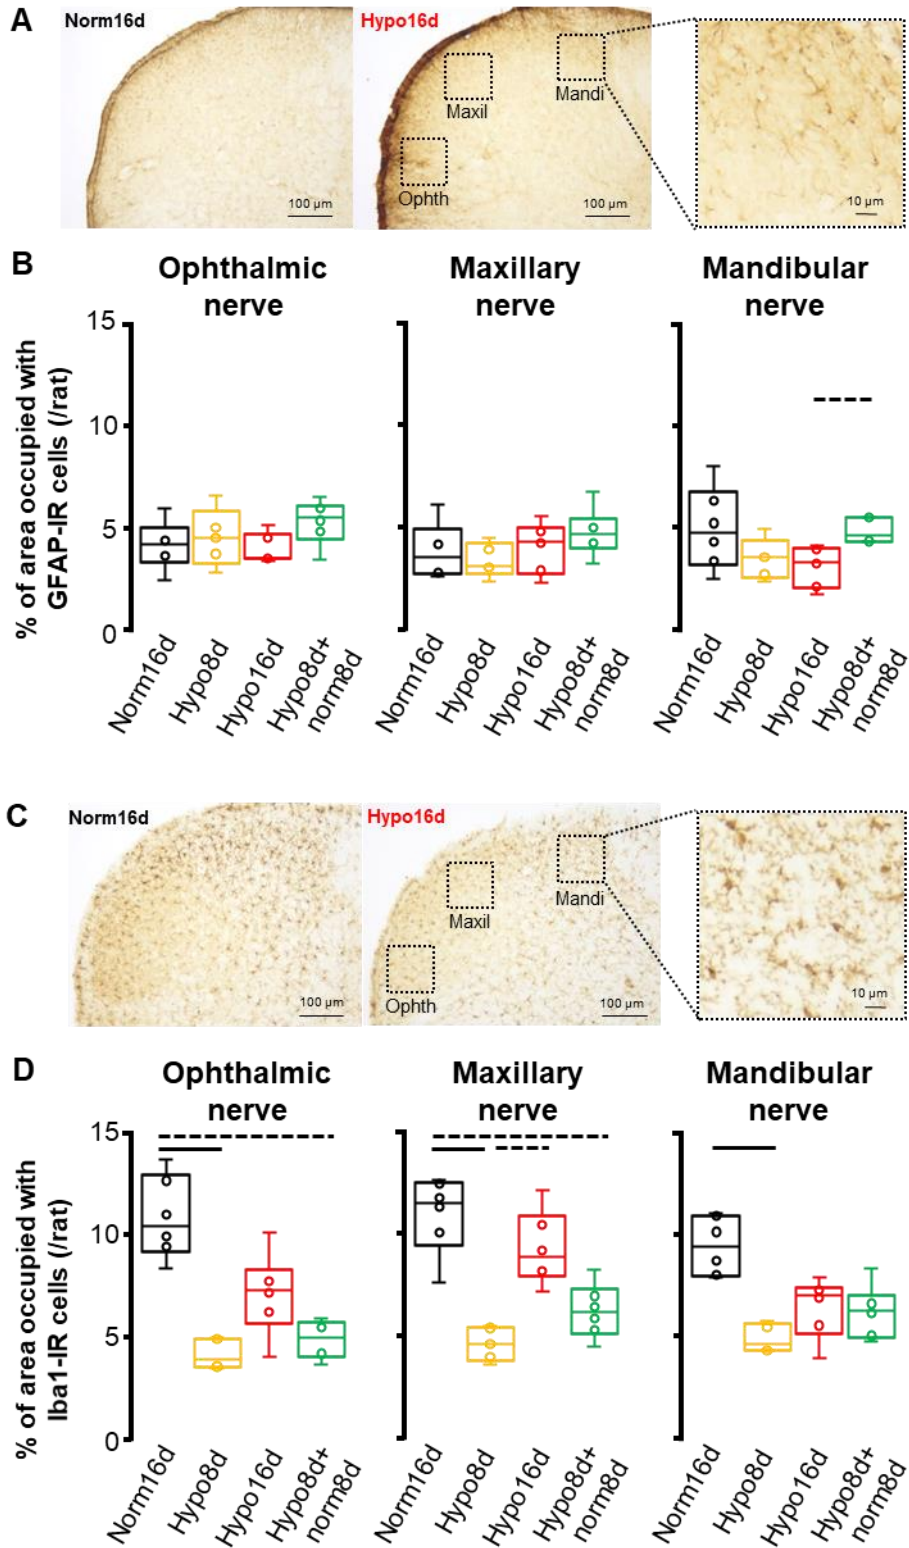 A
Norm16d
Hypo16d
Maxil
Mandi
Ophth
100 µm
100 µm
10 µm
B
Ophthalmic
nerve
Maxillary
nerve
Mandibular
nerve
% of area occupied with
GFAP-IR cells (/rat)
15
10
5
0
Norm16d
Hypo8d
Hypo16d
Hypo8d+
norm8d
Norm16d
Hypo8d
Hypo16d
Hypo8d+
norm8d
Norm16d
Hypo8d
Hypo16d
Hypo8d+
norm8d
C
Norm16d
Hypo16d
Maxil
Mandi
Ophth
100 µm
100 µm
10 µm
D
Ophthalmic
nerve
Maxillary
nerve
Mandibular
nerve
% of area occupied with
Iba1-IR cells (/rat)
15
10
5
0
Norm16d
Hypo8d
Hypo16d
Hypo8d+
norm8d
Norm16d
Hypo8d
Hypo16d
Hypo8d+
norm8d
Norm16d
Hypo8d
Hypo16d
Hypo8d+
norm8d